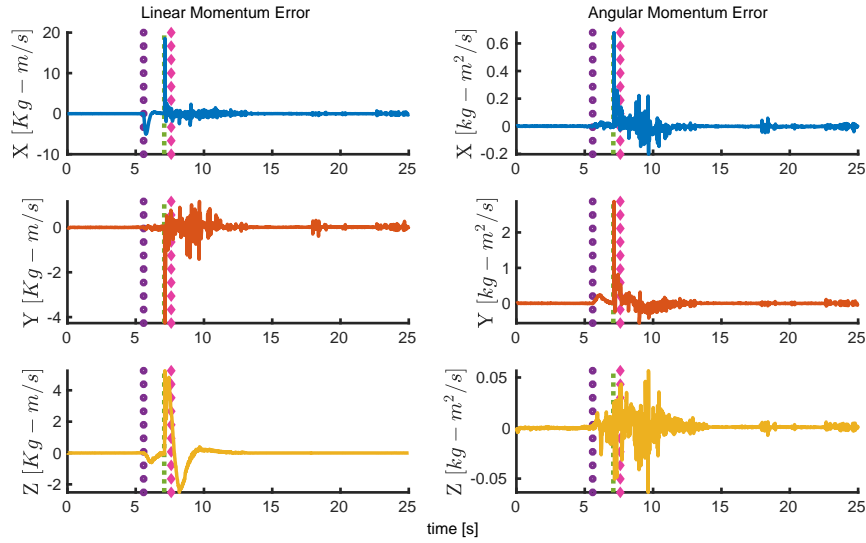 Linear Momentum Error
Angular Momentum Error
X [Kg − m/s]
20
10
0
-10
0 5 10 15 20 25
X [kg − m²/s]
0.6
0.4
0.2
0
-0.2
0 5 10 15 20 25
Y [Kg − m/s]
0
-2
-4
0 5 10 15 20 25
Y [kg − m²/s]
2
1
0
0 5 10 15 20 25
Z [Kg − m/s]
4
2
0
-2
0 5 10 15 20 25
Z [kg − m²/s]
0.05
0
-0.05
0 5 10 15 20 25
time [s]